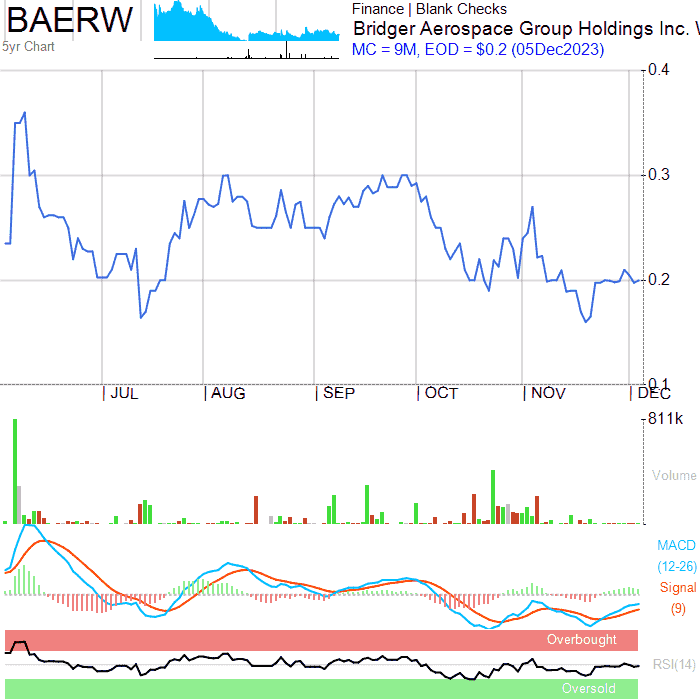 BAERW
5yr Chart
Finance | Blank Checks
Bridger Aerospace Group Holdings Inc. W
MC = 9M, EOD = $0.2 (05Dec2023)
0.4
0.3
0.2
0.1
| JUL | AUG | SEP | OCT | NOV | DEC
811k
Volume
MACD
(12-26)
Signal
(9)
Overbought
RSI(14)
Oversold